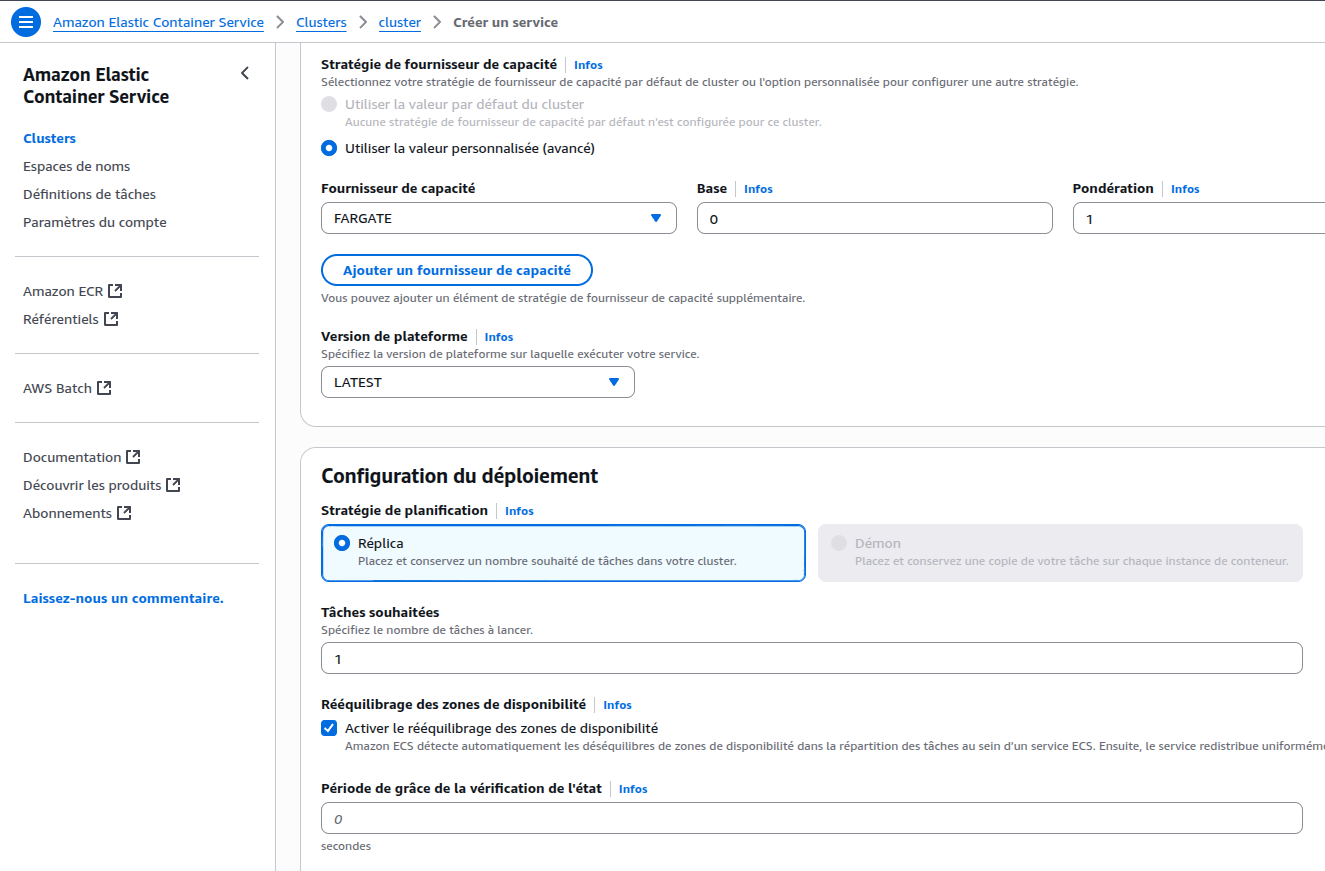 Amazon Elastic Container Service
Clusters
cluster
Créer un service
Amazon Elastic
Container Service
Clusters
Espaces de noms
Définitions de tâches
Paramètres du compte
Amazon ECR
Référentiels
AWS Batch
Documentation
Découvrir les produits
Abonnements
Laissez-nous un commentaire.
Stratégie de fournisseur de capacité Infos
Sélectionnez votre stratégie de fournisseur de capacité par défaut de cluster ou l'option personnalisée pour configurer une autre stratégie.
Utiliser la valeur par défaut du cluster
Aucune stratégie de fournisseur de capacité par défaut n'est configurée pour ce cluster.
Utiliser la valeur personnalisée (avancé)
Fournisseur de capacité Base Infos Pondération Infos
FARGATE 0 1
Ajouter un fournisseur de capacité
Vous pouvez ajouter un élément de stratégie de fournisseur de capacité supplémentaire.
Version de plateforme Infos
Spécifiez la version de plateforme sur laquelle exécuter votre service.
LATEST
Configuration du déploiement
Stratégie de planification Infos
Réplica
Placez et conservez un nombre souhaité de tâches dans votre cluster.
Démon
Placez et conservez une copie de votre tâche sur chaque instance de conteneur.
Tâches souhaitées
Spécifiez le nombre de tâches à lancer.
1
Rééquilibrage des zones de disponibilité Infos
Activer le rééquilibrage des zones de disponibilité
Amazon ECS détecte automatiquement les déséquilibres de zones de disponibilité dans la répartition des tâches au sein d'un service ECS. Ensuite, le service redistribue
Période de grâce de la vérification de l'état Infos
0
secondes